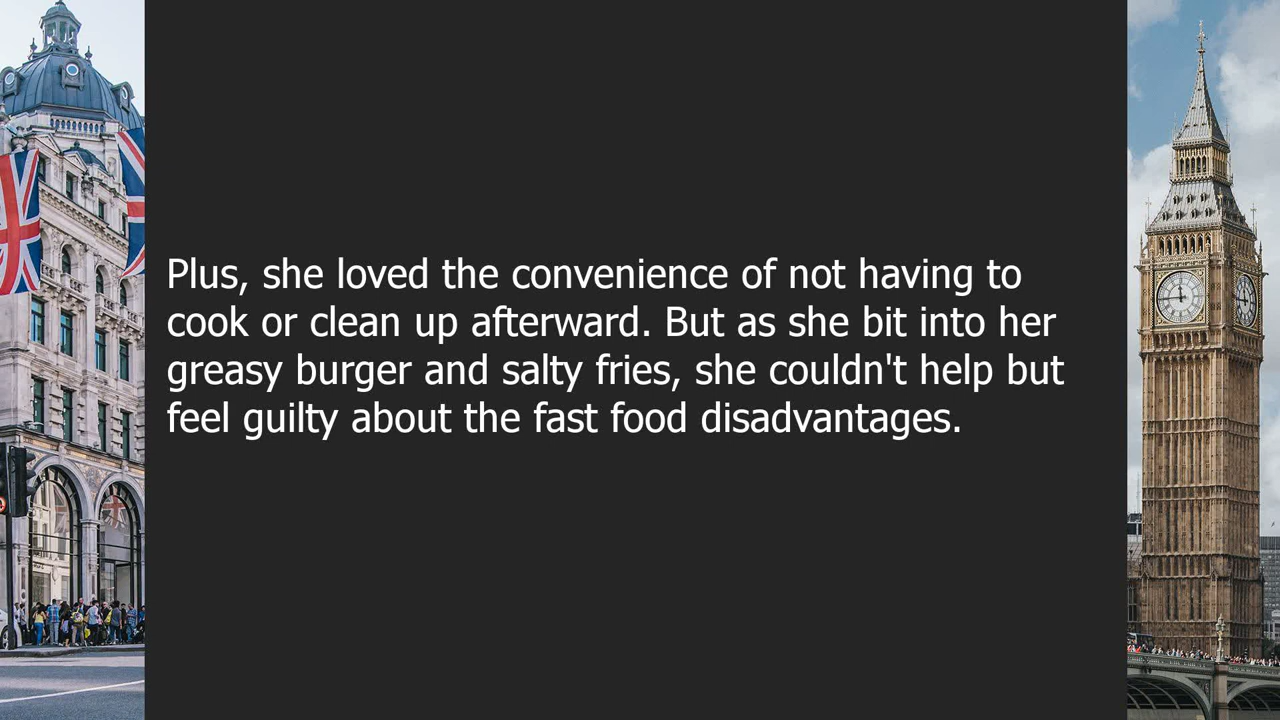 Plus, she loved the convenience of not having to
cook or clean up afterward. But as she bit into her
greasy burger and salty fries, she couldn't help but
feel guilty about the fast food disadvantages.